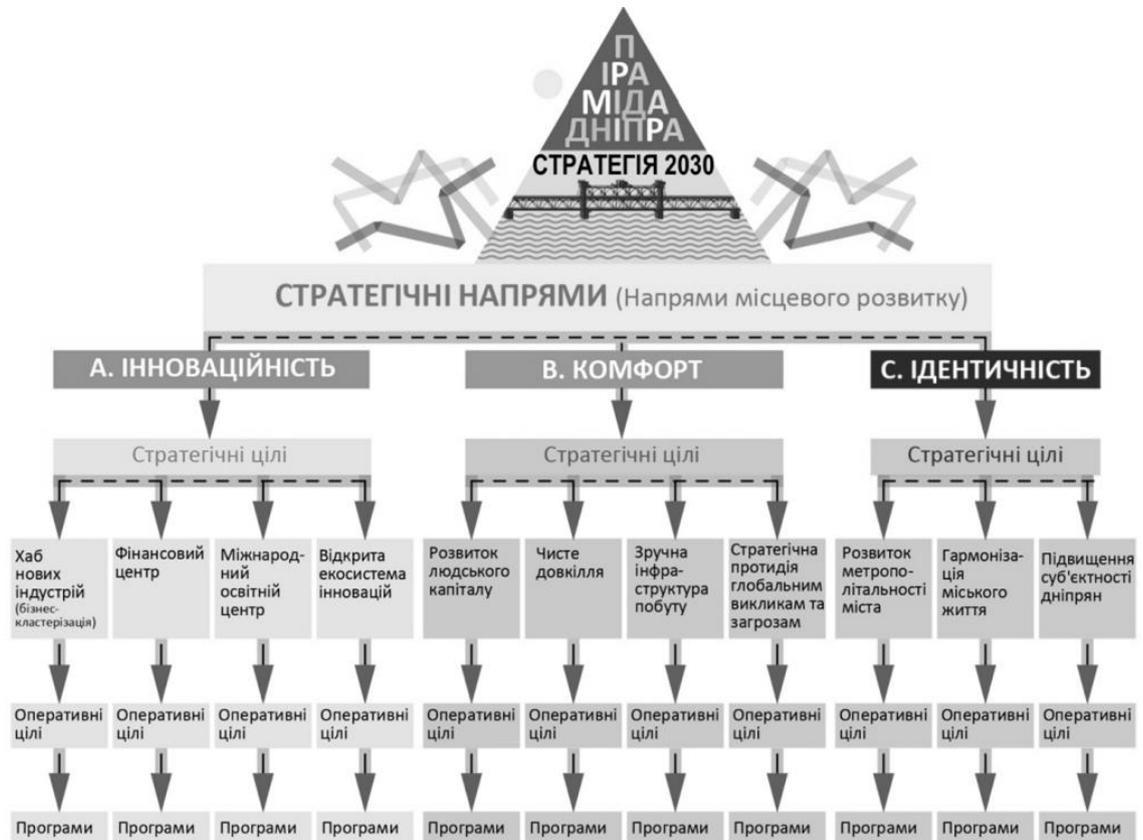 П
ІРА
МІДА
ДНІПРА
СТРАТЕГІЯ 2030
СТРАТЕГІЧНІ НАПРЯМИ (Напрями місцевого розвитку)
А. ІННОВАЦІЙНІСТЬ
В. КОМФОРТ
С. ІДЕНТИЧНІСТЬ
Стратегічні цілі
Стратегічні цілі
Стратегічні цілі
Хаб
нових
індустрій
(бізнес-
кластерізація)
Фінансовий
центр
Міжнарод-
ний
освітній
центр
Відкрита
екосистема
інновацій
Розвиток
людського
капіталу
Чисте
довкілля
Зручна
інфра-
структура
побуту
Стратегічна
протидія
глобальним
викликам та
загрозам
Розвиток
метропо-
літальності
міста
Гармоніза-
ція
міського
життя
Підвищення
суб'єктності
дніпрян
Оперативні
цілі
Оперативні
цілі
Оперативні
цілі
Оперативні
цілі
Оперативні
цілі
Оперативні
цілі
Оперативні
цілі
Оперативні
цілі
Оперативні
цілі
Оперативні
цілі
Оперативні
цілі
Програми
Програми
Програми
Програми
Програми
Програми
Програми
Програми
Програми
Програми
Програми